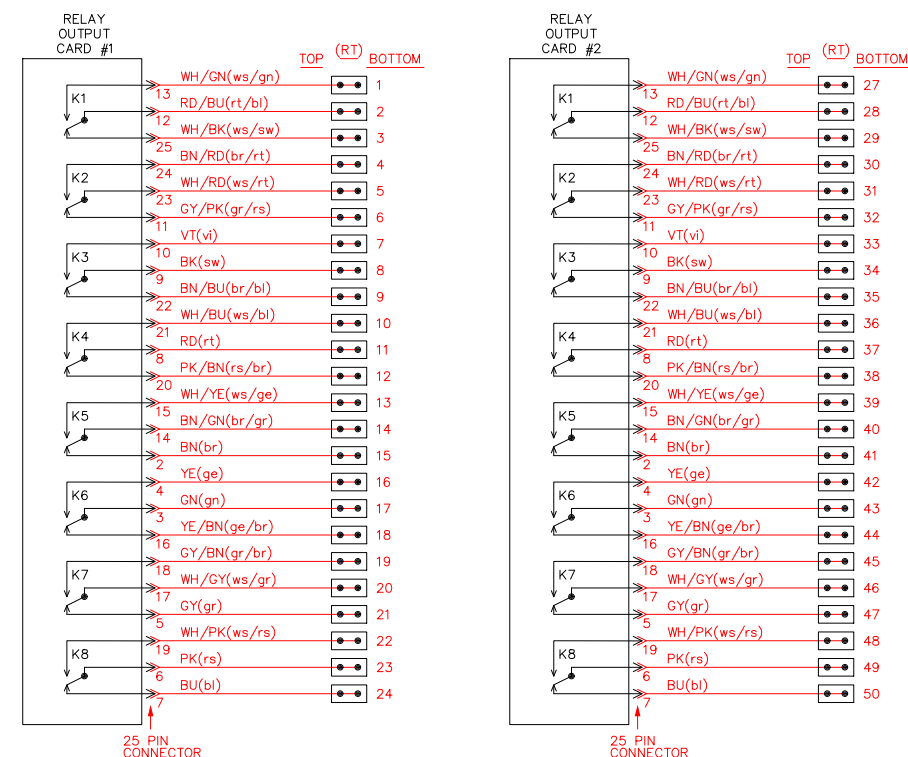 RELAY
OUTPUT
CARD #1
TOP (RT) BOTTOM
WH/GN(ws/gn) 1
13
K1
RD/BU(rt/bl) 2
12
WH/BK(ws/sw) 3
25
BN/RD(br/rt) 4
24
K2
WH/RD(ws/rt) 5
23
GY/PK(gr/rs) 6
11
VT(vi) 7
10
K3
BK(sw) 8
9
BN/BU(br/bl) 9
22
WH/BU(ws/bl) 10
21
K4
RD(rt) 11
8
PK/BN(rs/br) 12
20
WH/YE(ws/ge) 13
15
K5
BN/GN(br/gr) 14
14
BN(br) 15
2
YE(ge) 16
4
K6
GN(gn) 17
3
YE/BN(ge/br) 18
16
GY/BN(gr/br) 19
18
K7
WH/GY(ws/gr) 20
17
GY(gr) 21
5
WH/PK(ws/rs) 22
19
K8
PK(rs) 23
6
BU(bl) 24
7
25 PIN
CONNECTOR
RELAY
OUTPUT
CARD #2
TOP (RT) BOTTOM
WH/GN(ws/gn) 27
13
K1
RD/BU(rt/bl) 28
12
WH/BK(ws/sw) 29
25
BN/RD(br/rt) 30
24
K2
WH/RD(ws/rt) 31
23
GY/PK(gr/rs) 32
11
VT(vi) 33
10
K3
BK(sw) 34
9
BN/BU(br/bl) 35
22
WH/BU(ws/bl) 36
21
K4
RD(rt) 37
8
PK/BN(rs/br) 38
20
WH/YE(ws/ge) 39
15
K5
BN/GN(br/gr) 40
14
BN(br) 41
2
YE(ge) 42
4
K6
GN(gn) 43
3
YE/BN(ge/br) 44
16
GY/BN(gr/br) 45
18
K7
WH/GY(ws/gr) 46
17
GY(gr) 47
5
WH/PK(ws/rs) 48
19
K8
PK(rs) 49
6
BU(bl) 50
7
25 PIN
CONNECTOR